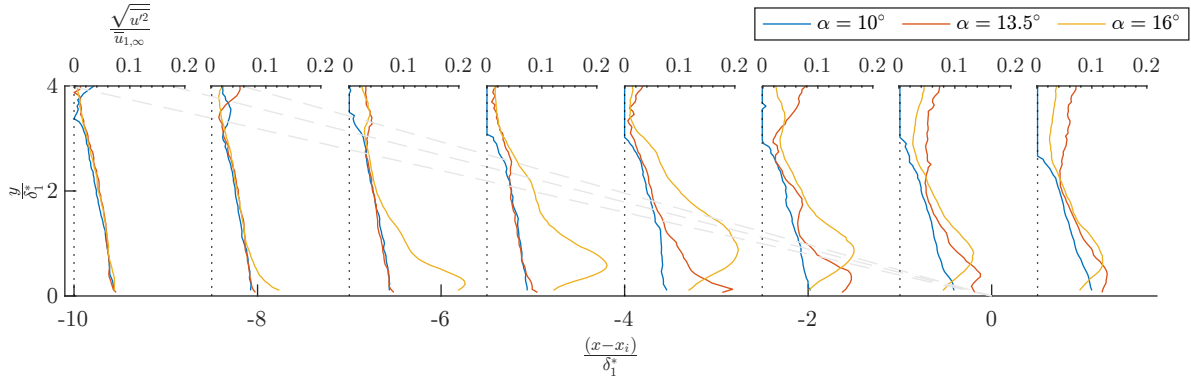 √u′² / ū₁,∞
α = 10° α = 13.5° α = 16°
0 0.1 0.2 0 0.1 0.2 0 0.1 0.2 0 0.1 0.2 0 0.1 0.2 0 0.1 0.2 0 0.1 0.2 0 0.1 0.2
4
2
y / δ₁*
0
-10 -8 -6 -4 -2 0
(x−xᵢ) / δ₁*